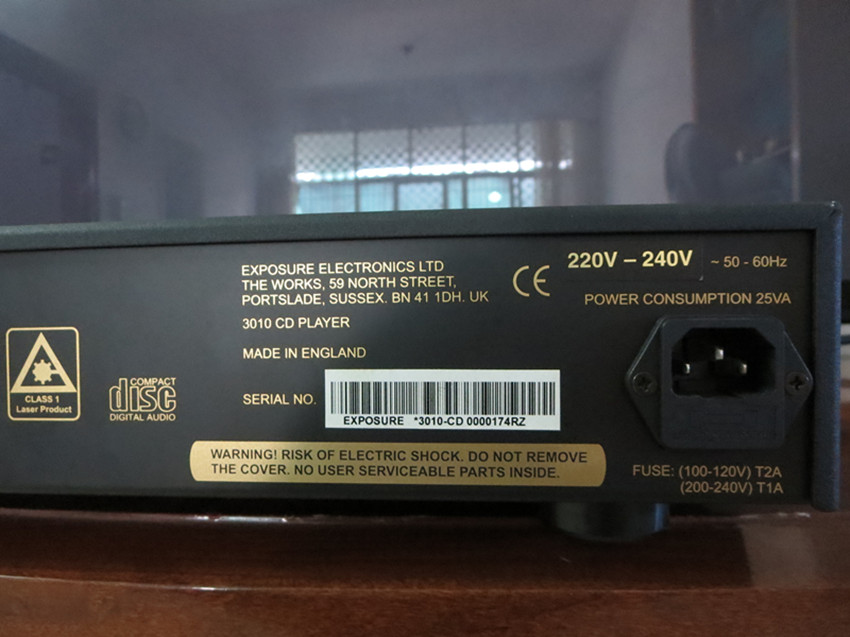 EXPOSURE ELECTRONICS LTD
THE WORKS, 59 NORTH STREET,
PORTSLADE, SUSSEX. BN 41 1DH. UK
3010 CD PLAYER
MADE IN ENGLAND
SERIAL NO.
EXPOSURE *3010-CD 0000174RZ
CE
220V – 240V ~ 50 - 60Hz
POWER CONSUMPTION 25VA
CLASS 1
Laser Product
COMPACT
disc
DIGITAL AUDIO
WARNING! RISK OF ELECTRIC SHOCK. DO NOT REMOVE
THE COVER. NO USER SERVICEABLE PARTS INSIDE.
FUSE: (100-120V) T2A
(200-240V) T1A